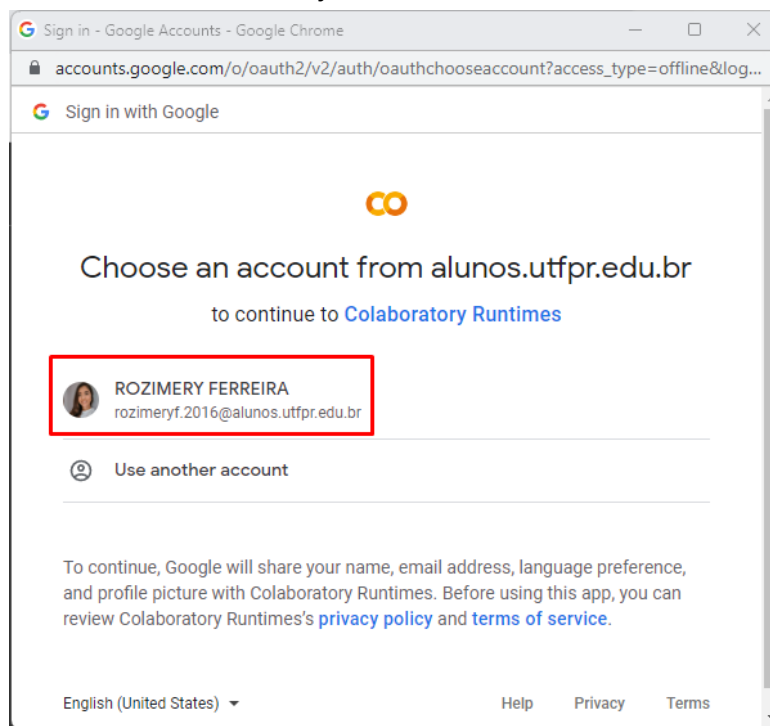 Sign in - Google Accounts - Google Chrome
accounts.google.com/o/oauth2/v2/auth/oauthchooseaccount?access_type=offline&log...
Sign in with Google
Choose an account from alunos.utfpr.edu.br
to continue to Colaboratory Runtimes
ROZIMERY FERREIRA
rozimeryf.2016@alunos.utfpr.edu.br
Use another account
To continue, Google will share your name, email address, language preference,
and profile picture with Colaboratory Runtimes. Before using this app, you can
review Colaboratory Runtimes's privacy policy and terms of service.
English (United States)
Help Privacy Terms